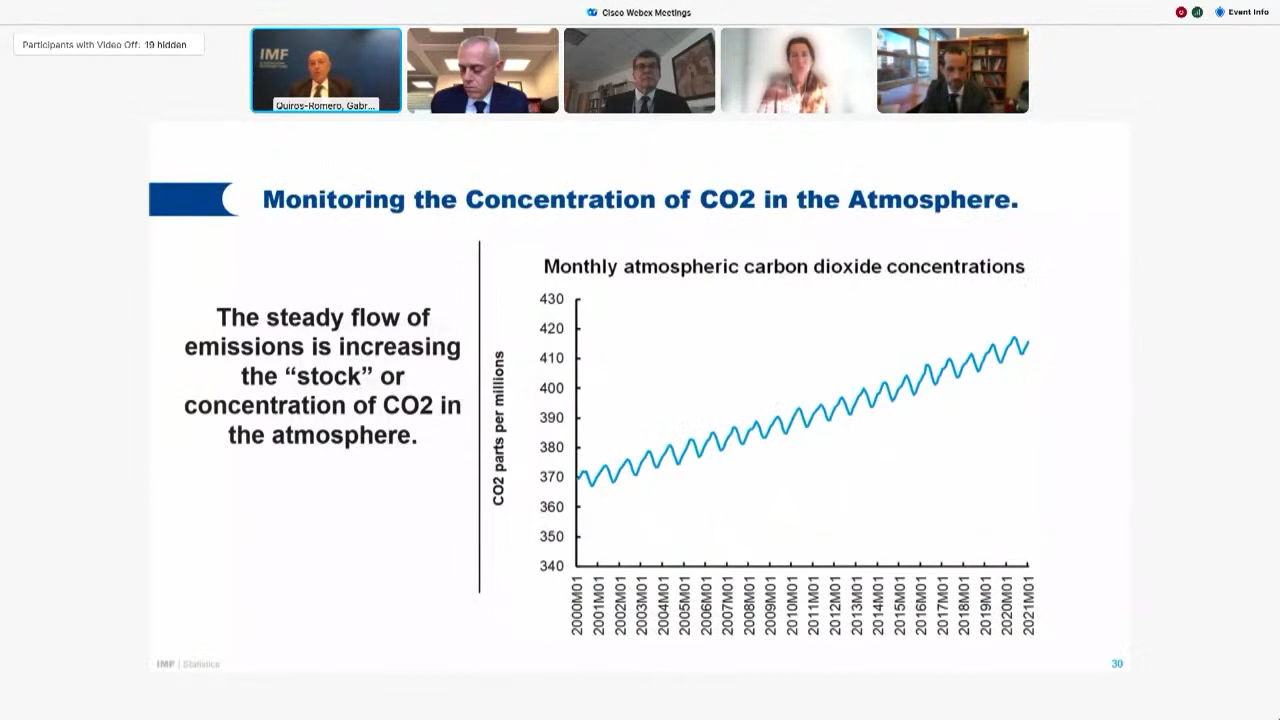 Cisco Webex Meetings
Event Info
Participants with Video Off: 19 hidden
IMF
Quiros-Romero, Gabr...
Monitoring the Concentration of CO2 in the Atmosphere.
The steady flow of
emissions is increasing
the “stock” or
concentration of CO2 in
the atmosphere.
Monthly atmospheric carbon dioxide concentrations
CO2 parts per millions
430
420
410
400
390
380
370
360
350
340
2000M01
2001M01
2002M01
2003M01
2004M01
2005M01
2006M01
2007M01
2008M01
2009M01
2010M01
2011M01
2012M01
2013M01
2014M01
2015M01
2016M01
2017M01
2018M01
2019M01
2020M01
2021M01
IMF | Statistics
30